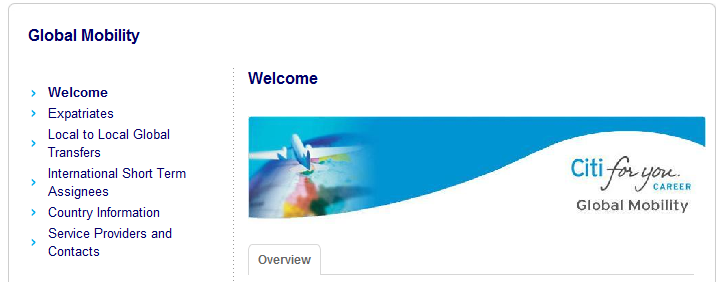 Global Mobility
Welcome
Expatriates
Local to Local Global
Transfers
International Short Term
Assignees
Country Information
Service Providers and
Contacts
Welcome
Citi for you.
CAREER
Global Mobility
Overview